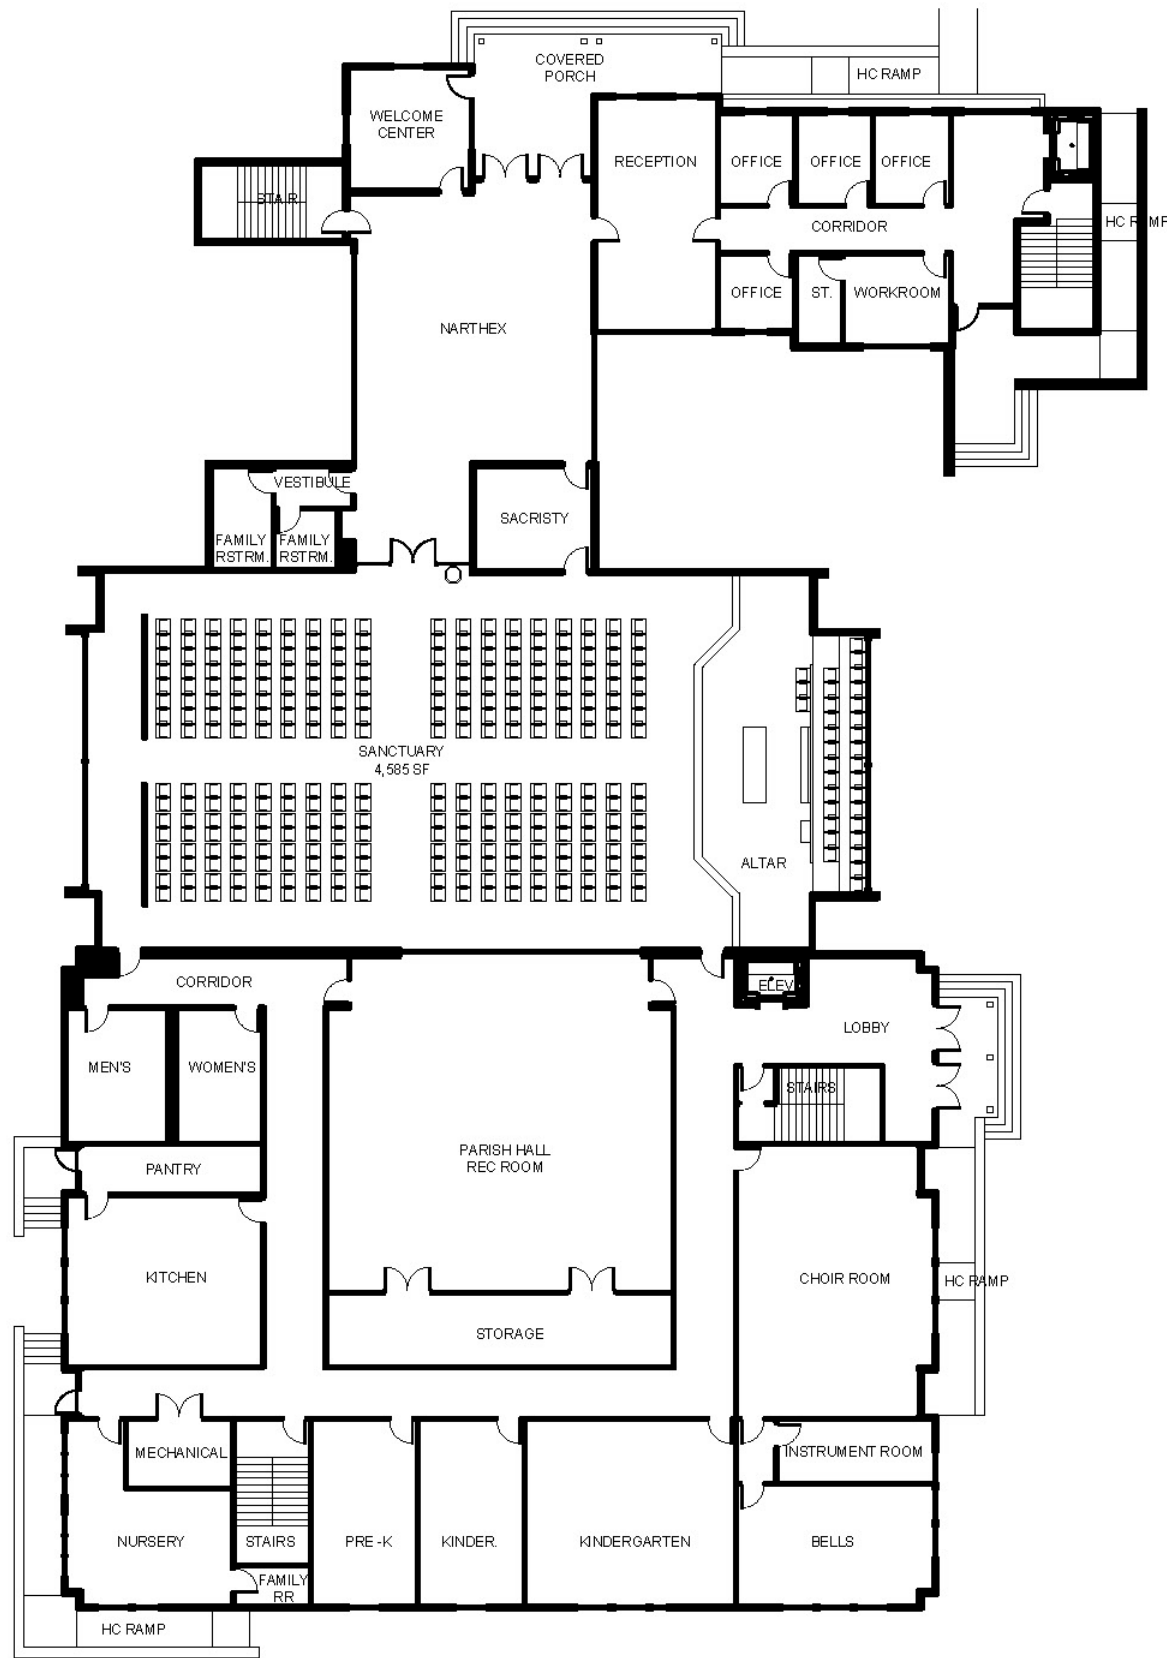 COVERED
PORCH
HC RAMP
WELCOME
CENTER
RECEPTION
OFFICE
OFFICE
OFFICE
STAIR
CORRIDOR
HC RAMP
OFFICE
ST.
WORKROOM
NARTHEX
VESTIBULE
SACRISTY
FAMILY
RSTRM.
FAMILY
RSTRM.
SANCTUARY
4,585 SF
ALTAR
CORRIDOR
ELEV
LOBBY
MEN'S
WOMEN'S
STAIRS
PARISH HALL
REC ROOM
PANTRY
KITCHEN
CHOIR ROOM
HC RAMP
STORAGE
MECHANICAL
INSTRUMENT ROOM
NURSERY
STAIRS
PRE-K
KINDER.
KINDERGARTEN
BELLS
FAMILY
RR
HC RAMP